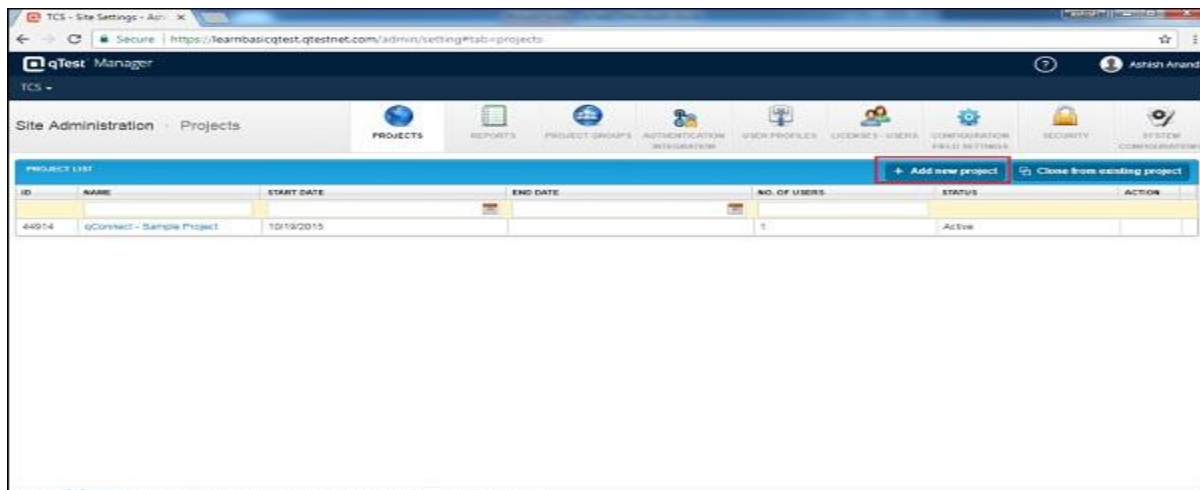 TCS - Site Settings - Ash
Secure | https://learnbasicqtest.qtestnet.com/admin/setting#tab=projects
qTest Manager
Ashish Anand
TCS
Site Administration Projects
PROJECTS
REPORTS
PROJECT GROUPS
AUTHENTICATION INTEGRATION
USER PROFILES
LICENSES - USERS
CONFIGURATION FIELD SETTINGS
SECURITY
SYSTEM CONFIGURATIONS
PROJECT LIST
+ Add new project
Clone from existing project
ID NAME START DATE END DATE NO. OF USERS STATUS ACTION
44914 qConnect - Sample Project 10/19/2015 1 Active